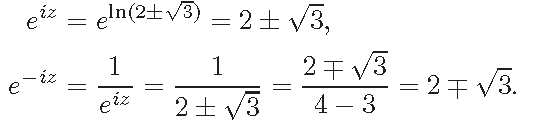 $e^{iz} = e^{\ln(2\pm\sqrt{3})} = 2 \pm \sqrt{3},$
$e^{-iz} = \frac{1}{e^{iz}} = \frac{1}{2 \pm \sqrt{3}} = \frac{2 \mp \sqrt{3}}{4 - 3} = 2 \mp \sqrt{3}.$